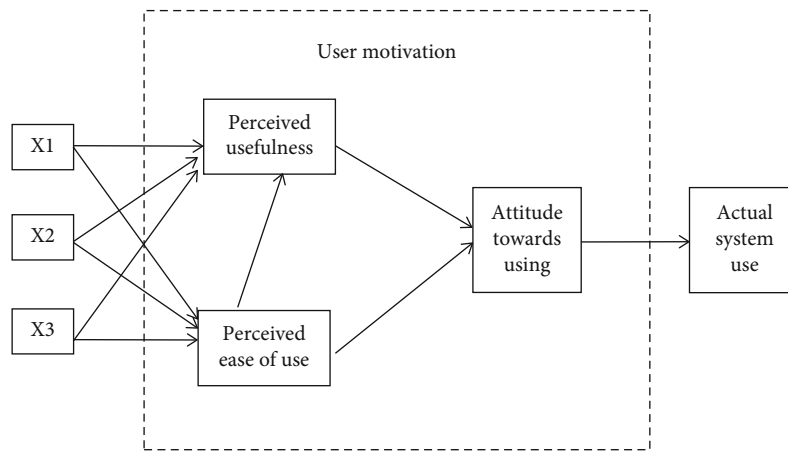 User motivation
X1
X2
X3
Perceived
usefulness
Perceived
ease of use
Attitude
towards
using
Actual
system
use